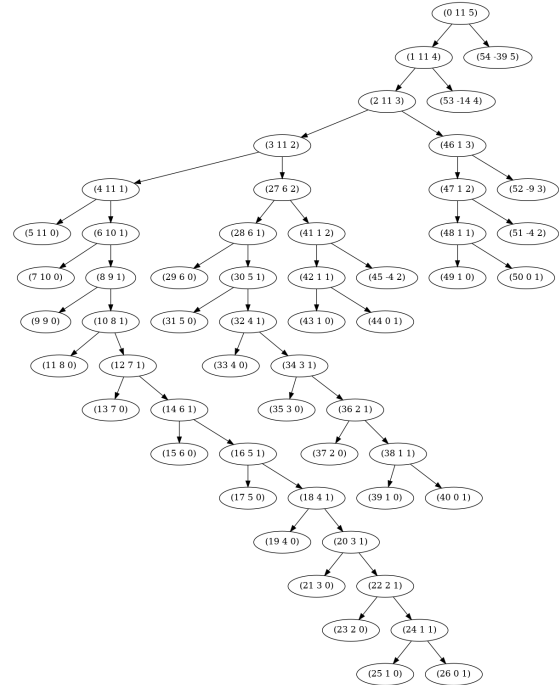 (0 11 5)
(1 11 4) (54 -39 5)
(2 11 3) (53 -14 4)
(3 11 2) (46 1 3)
(4 11 1) (27 6 2) (47 1 2) (52 -9 3)
(5 11 0) (6 10 1) (28 6 1) (41 1 2) (48 1 1) (51 -4 2)
(7 10 0) (8 9 1) (29 6 0) (30 5 1) (42 1 1) (45 -4 2) (49 1 0) (50 0 1)
(9 9 0) (10 8 1) (31 5 0) (32 4 1) (43 1 0) (44 0 1)
(11 8 0) (12 7 1) (33 4 0) (34 3 1)
(13 7 0) (14 6 1) (35 3 0) (36 2 1)
(15 6 0) (16 5 1) (37 2 0) (38 1 1)
(17 5 0) (18 4 1) (39 1 0) (40 0 1)
(19 4 0) (20 3 1)
(21 3 0) (22 2 1)
(23 2 0) (24 1 1)
(25 1 0) (26 0 1)